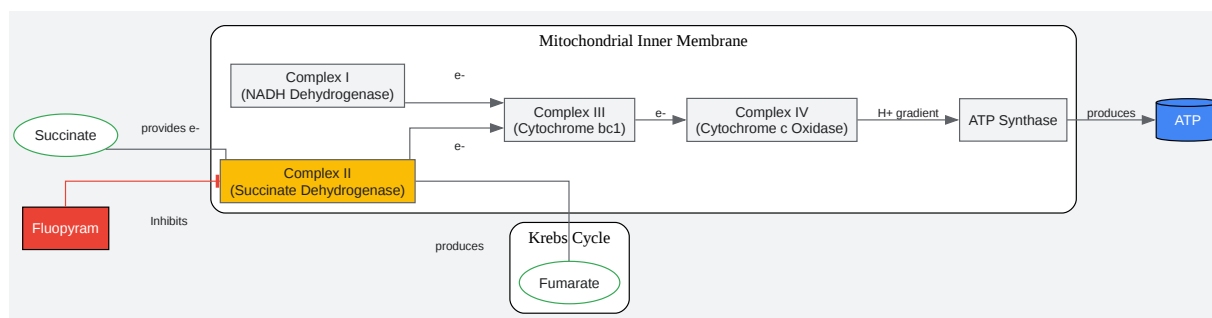 Mitochondrial Inner Membrane
Complex I
(NADH Dehydrogenase)
e-
Complex III
(Cytochrome bc1)
e-
Complex IV
(Cytochrome c Oxidase)
H+ gradient
ATP Synthase
produces
ATP
Succinate
provides e-
e-
Complex II
(Succinate Dehydrogenase)
Fluopyram
Inhibits
produces
Krebs Cycle
Fumarate